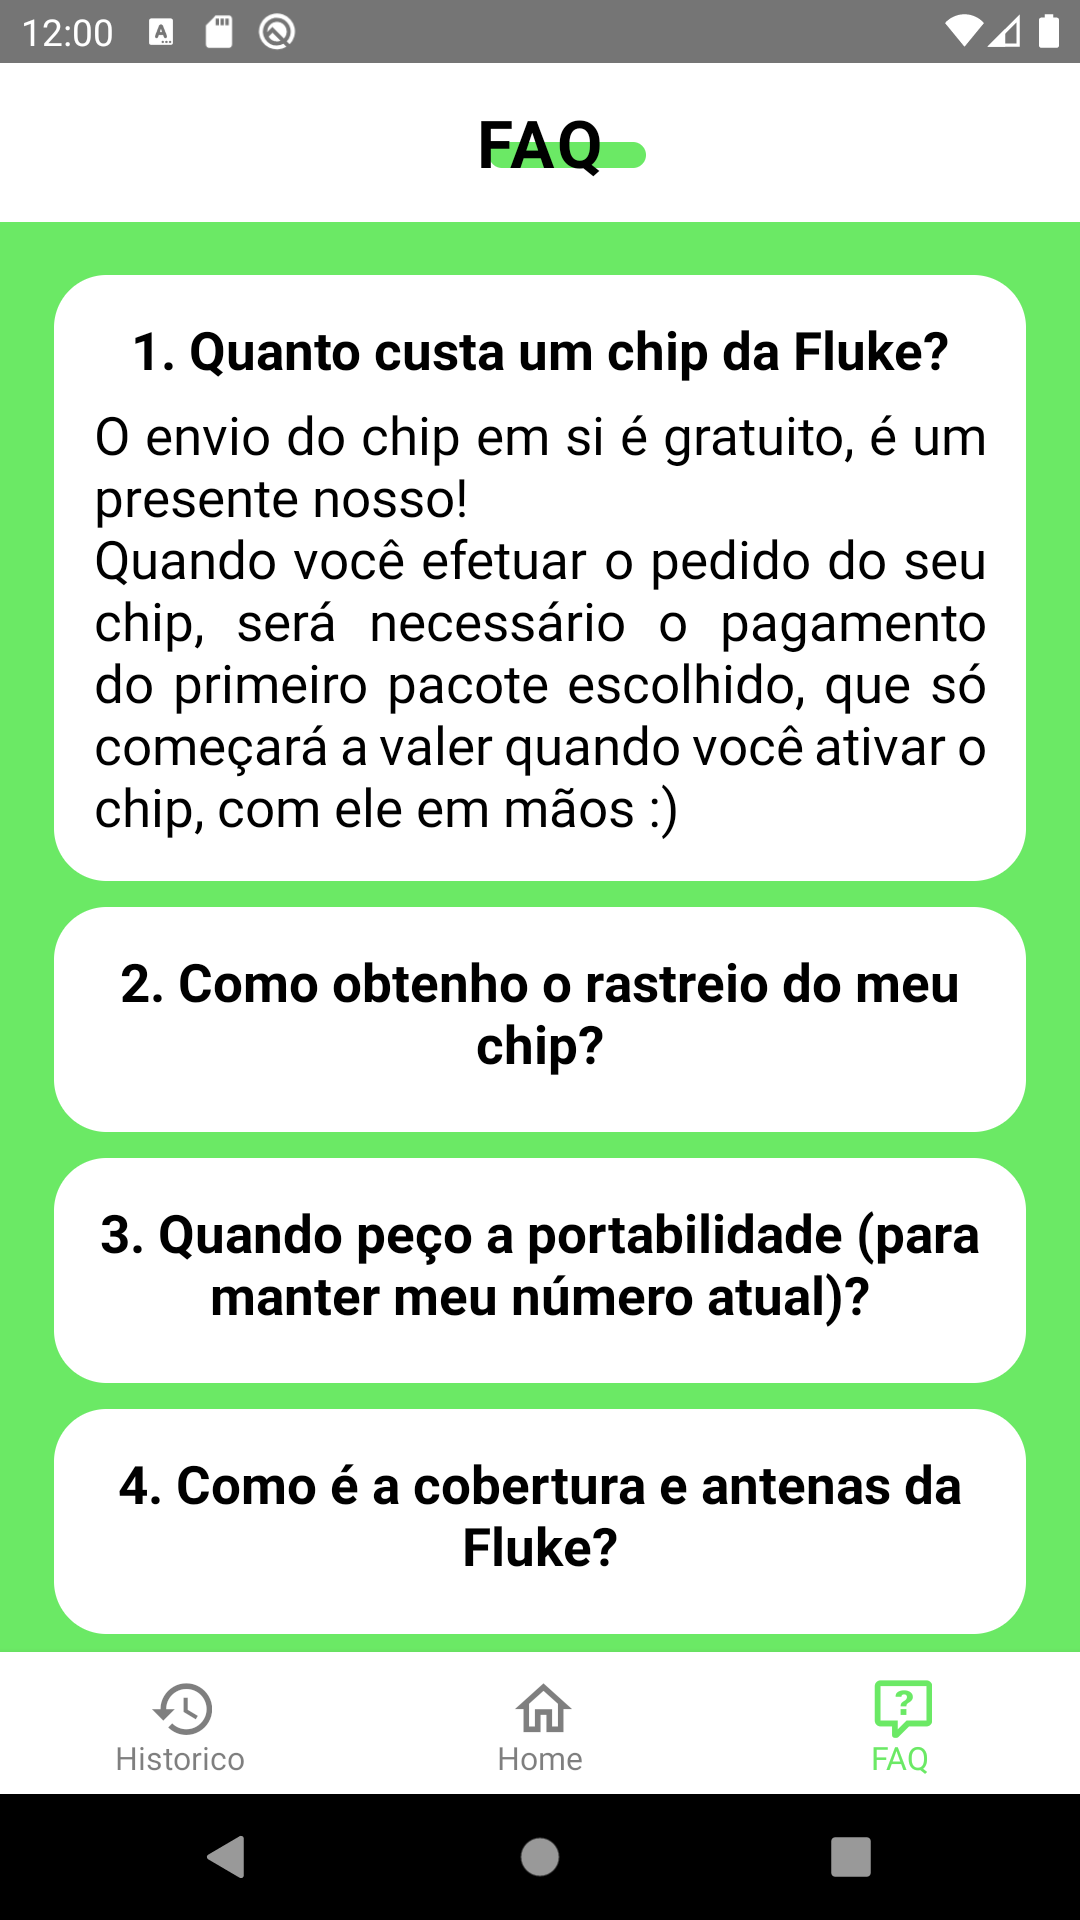 12:00
FAQ
1. Quanto custa um chip da Fluke?
O envio do chip em si é gratuito, é um
presente nosso!
Quando você efetuar o pedido do seu
chip, será necessário o pagamento
do primeiro pacote escolhido, que só
começará a valer quando você ativar o
chip, com ele em mãos :)
2. Como obtenho o rastreio do meu
chip?
3. Quando peço a portabilidade (para
manter meu número atual)?
4. Como é a cobertura e antenas da
Fluke?
Historico
Home
FAQ